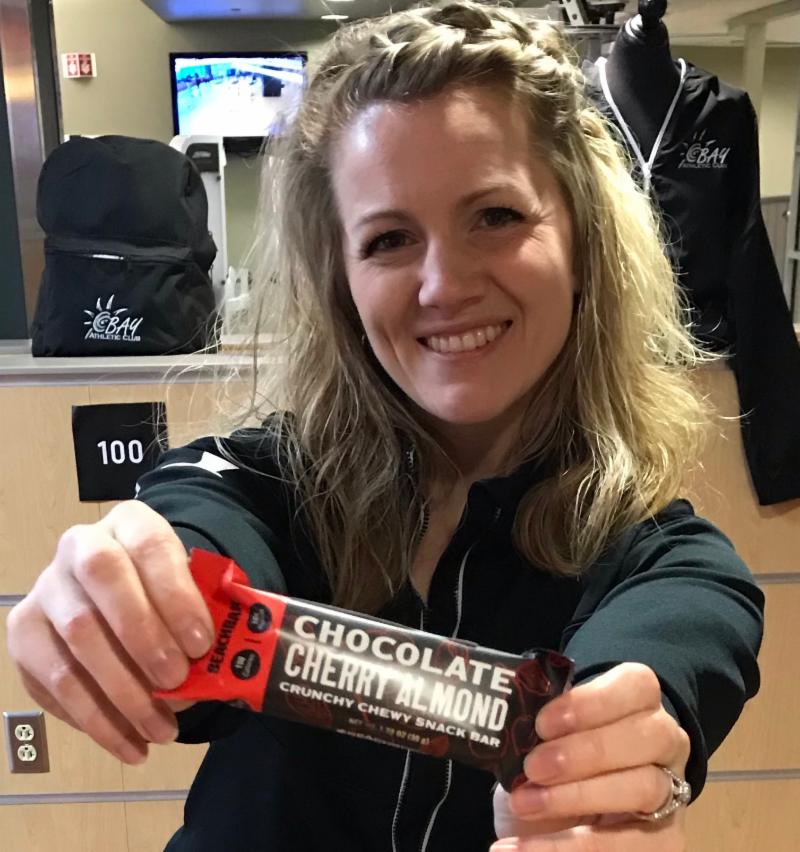 BAY
ATHLETIC CLUB
BAY
ATHLETIC CLUB
100
BEACHBAR
CHOCOLATE
CHERRY ALMOND
CRUNCHY CHEWY SNACK BAR